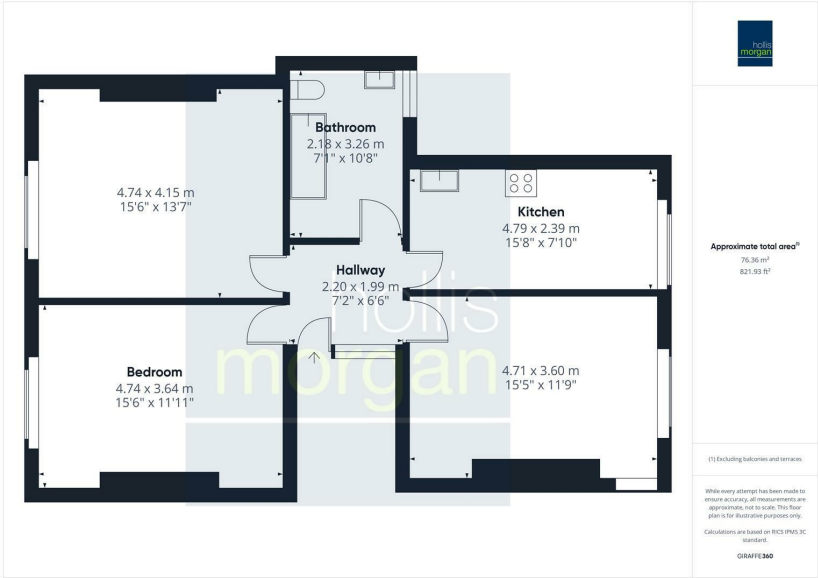 hollis
morgan
Bathroom
2.18 x 3.26 m
7'1" x 10'8"
4.74 x 4.15 m
15'6" x 13'7"
Kitchen
4.79 x 2.39 m
15'8" x 7'10"
Hallway
2.20 x 1.99 m
7'2" x 6'6"
Bedroom
4.74 x 3.64 m
15'6" x 11'11"
4.71 x 3.60 m
15'5" x 11'9"
hollis
morgan
Approximate total area(1)
76.36 m²
821.93 ft²
(1) Excluding balconies and terraces
While every attempt has been made to
ensure accuracy, all measurements are
approximate, not to scale. This floor
plan is for illustrative purposes only.
Calculations are based on RICS IPMS 3C
standard.
GIRAFFE360